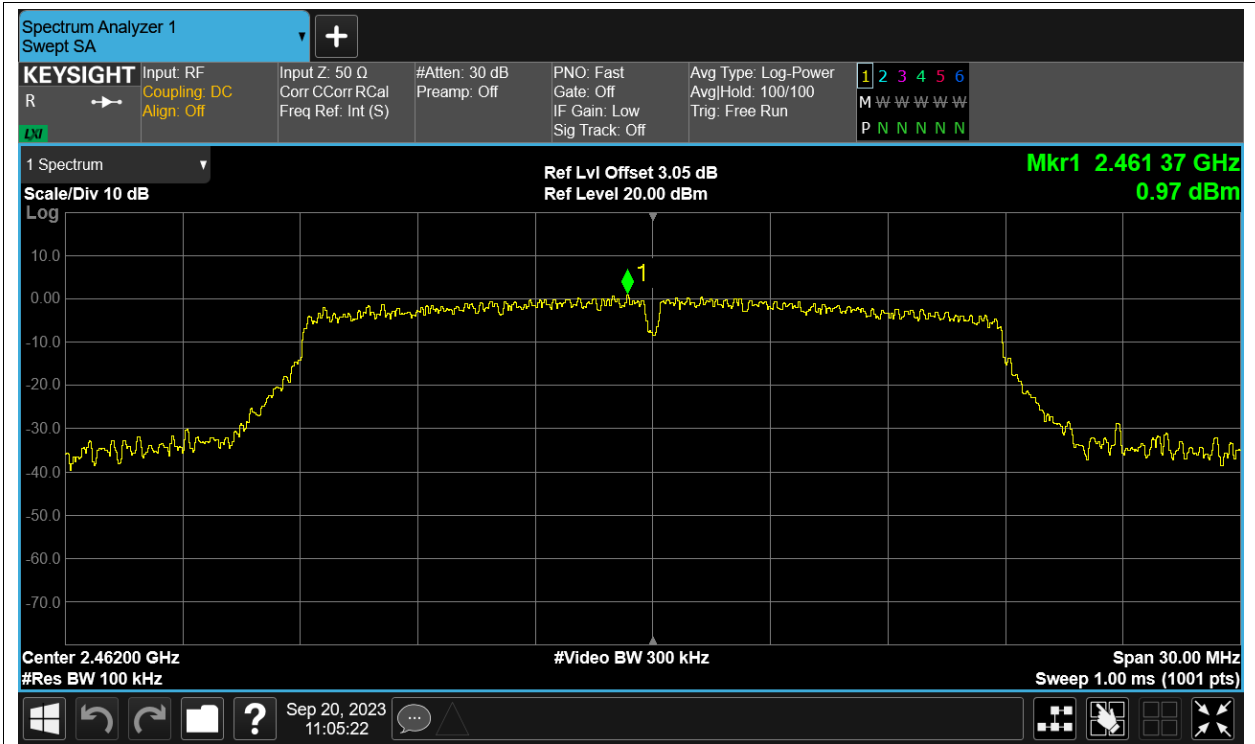 Spectrum Analyzer 1
Swept SA
KEYSIGHT
R
LXI
Input: RF
Coupling: DC
Align: Off
Input Z: 50 Ω
Corr CCorr RCal
Freq Ref: Int (S)
#Atten: 30 dB
Preamp: Off
PNO: Fast
Gate: Off
IF Gain: Low
Sig Track: Off
Avg Type: Log-Power
Avg|Hold: 100/100
Trig: Free Run
1 2 3 4 5 6
M W W W W W
P N N N N N
1 Spectrum
Scale/Div 10 dB
Log
Ref Lvl Offset 3.05 dB
Ref Level 20.00 dBm
Mkr1 2.461 37 GHz
0.97 dBm
10.0
0.00
-10.0
-20.0
-30.0
-40.0
-50.0
-60.0
-70.0
1
Center 2.46200 GHz
#Res BW 100 kHz
#Video BW 300 kHz
Span 30.00 MHz
Sweep 1.00 ms (1001 pts)
?
Sep 20, 2023
11:05:22